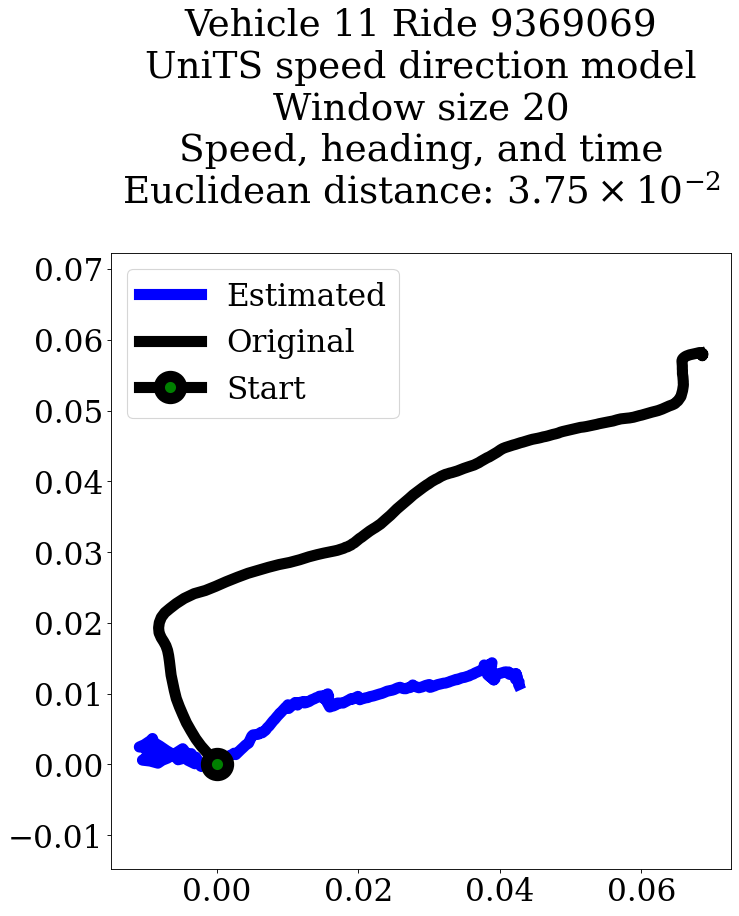 Vehicle 11 Ride 9369069
UniTS speed direction model
Window size 20
Speed, heading, and time
Euclidean distance: 3.75 × 10⁻²
0.07
Estimated
0.06
Original
Start
0.05
0.04
0.03
0.02
0.01
0.00
−0.01
0.00 0.02 0.04 0.06